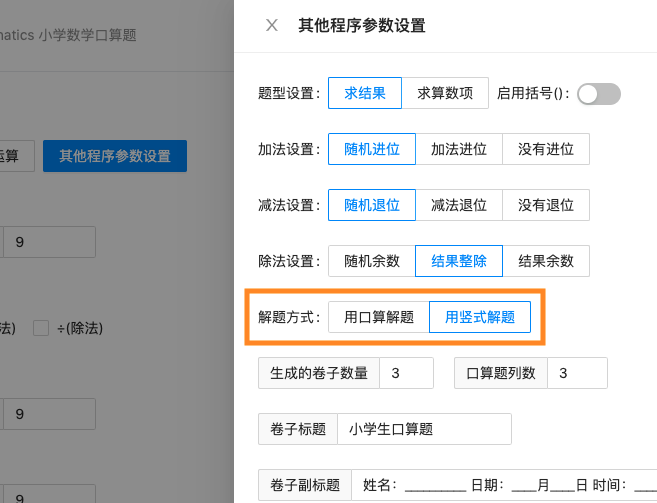 matics 小学数学口算题
× 其他程序参数设置
题型设置： 求结果 求算数项 启用括号()：
加法设置： 随机进位 加法进位 没有进位
运算 其他程序参数设置
减法设置： 随机退位 减法退位 没有退位
9
除法设置： 随机余数 结果整除 结果余数
解题方式： 用口算解题 用竖式解题
法) ÷(除法)
生成的卷子数量 3 口算题列数 3
9
卷子标题 小学生口算题
卷子副标题 姓名：__________ 日期：____月____日 时间：____
9